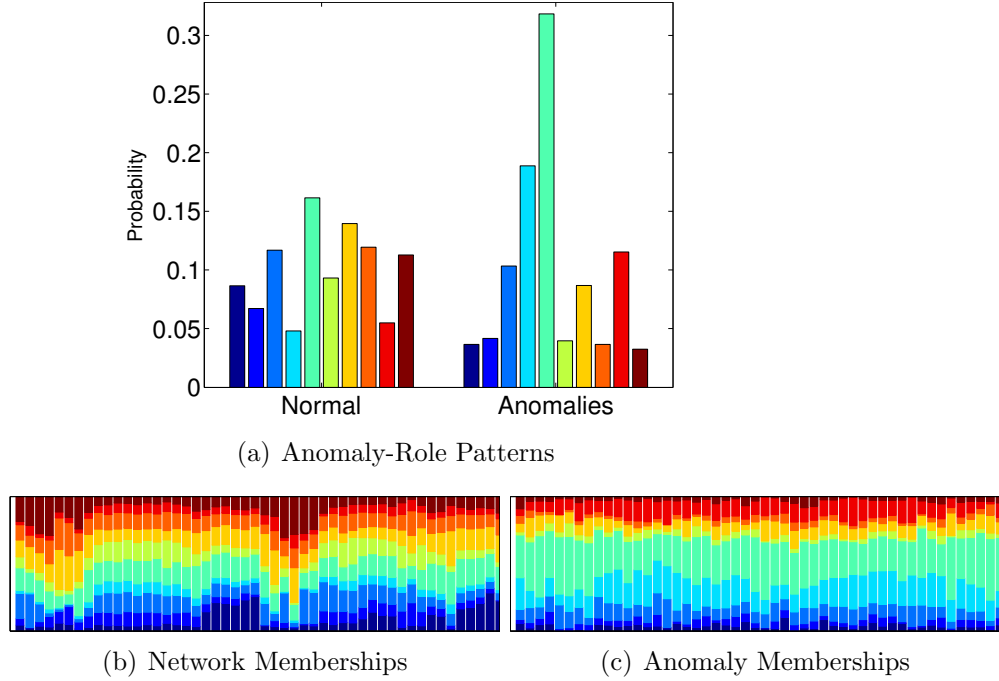 0.3
0.25
0.2
0.15
0.1
0.05
0
Probability
Normal Anomalies
(a) Anomaly-Role Patterns
(b) Network Memberships (c) Anomaly Memberships